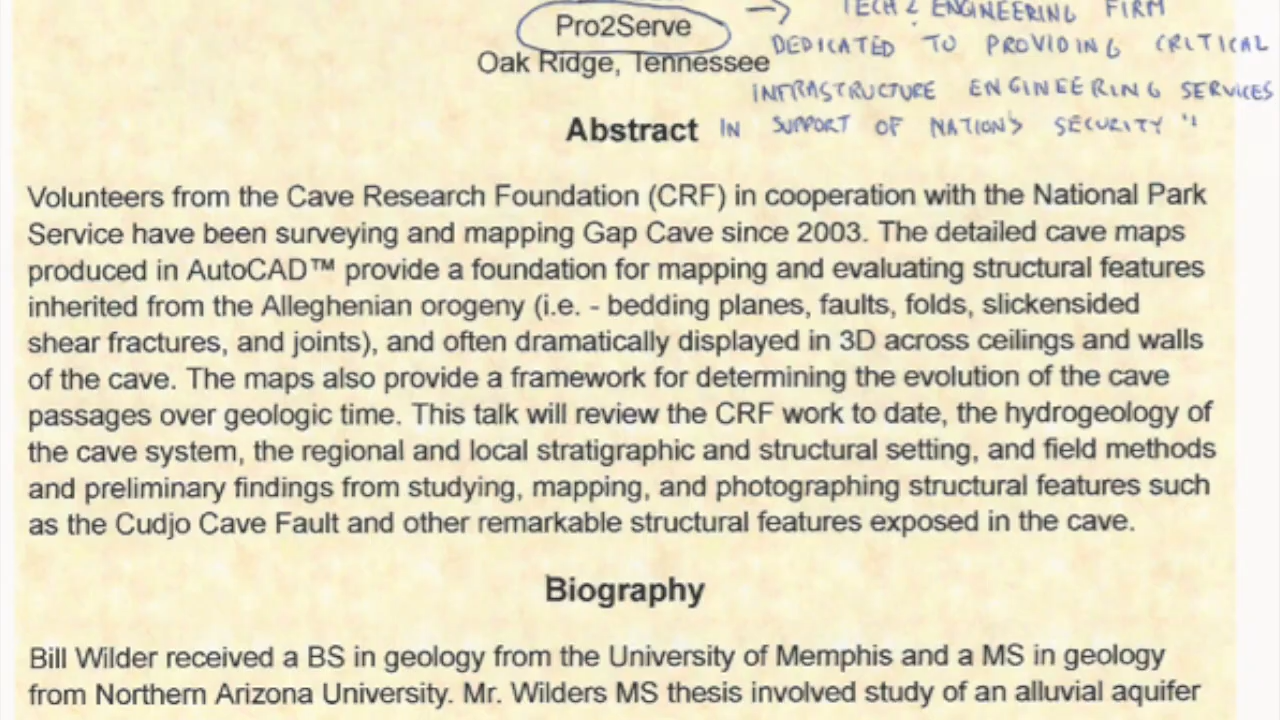 TECH & ENGINEERING FIRM
Pro2Serve →
DEDICATED TO PROVIDING CRITICAL
Oak Ridge, Tennessee
INFRASTRUCTURE ENGINEERING SERVICES
Abstract
IN SUPPORT OF NATION'S SECURITY "
Volunteers from the Cave Research Foundation (CRF) in cooperation with the National Park
Service have been surveying and mapping Gap Cave since 2003. The detailed cave maps
produced in AutoCAD™ provide a foundation for mapping and evaluating structural features
inherited from the Alleghenian orogeny (i.e. - bedding planes, faults, folds, slickensided
shear fractures, and joints), and often dramatically displayed in 3D across ceilings and walls
of the cave. The maps also provide a framework for determining the evolution of the cave
passages over geologic time. This talk will review the CRF work to date, the hydrogeology of
the cave system, the regional and local stratigraphic and structural setting, and field methods
and preliminary findings from studying, mapping, and photographing structural features such
as the Cudjo Cave Fault and other remarkable structural features exposed in the cave.
Biography
Bill Wilder received a BS in geology from the University of Memphis and a MS in geology
from Northern Arizona University. Mr. Wilders MS thesis involved study of an alluvial aquifer